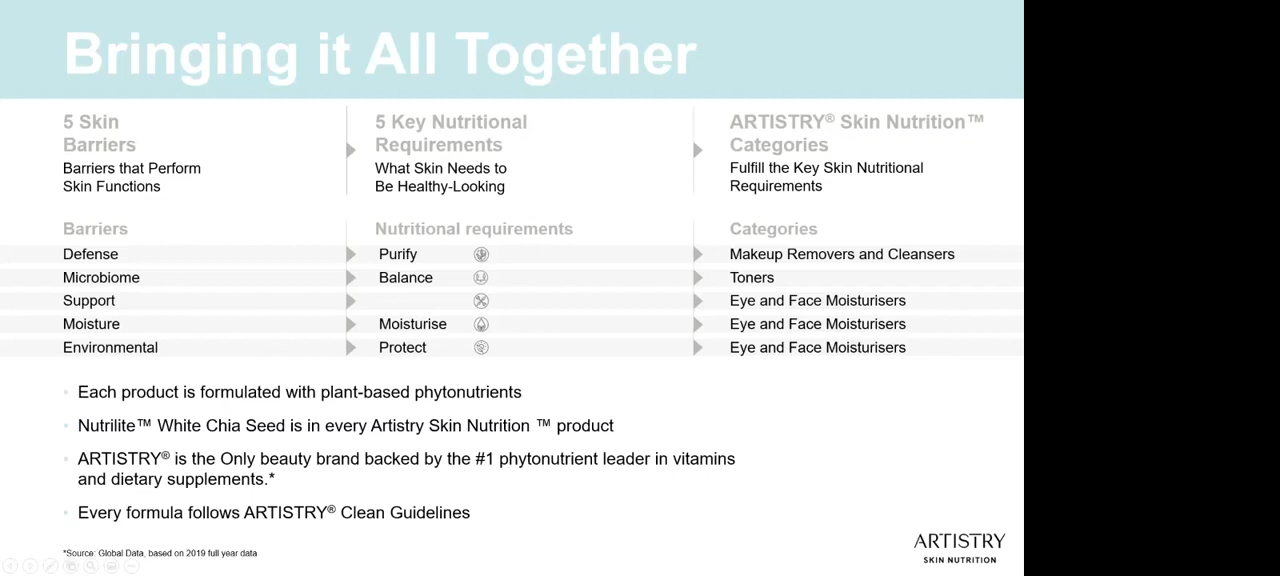 Bringing it All Together
5 Skin
Barriers
Barriers that Perform
Skin Functions
5 Key Nutritional
Requirements
What Skin Needs to
Be Healthy-Looking
ARTISTRY® Skin Nutrition™
Categories
Fulfill the Key Skin Nutritional
Requirements
Barriers Nutritional requirements Categories
Defense Purify Makeup Removers and Cleansers
Microbiome Balance Toners
Support Eye and Face Moisturisers
Moisture Moisturise Eye and Face Moisturisers
Environmental Protect Eye and Face Moisturisers
• Each product is formulated with plant-based phytonutrients
• Nutrilite™ White Chia Seed is in every Artistry Skin Nutrition ™ product
• ARTISTRY® is the Only beauty brand backed by the #1 phytonutrient leader in vitamins
and dietary supplements.*
• Every formula follows ARTISTRY® Clean Guidelines
*Source: Global Data, based on 2019 full year data
ARTISTRY
SKIN NUTRITION